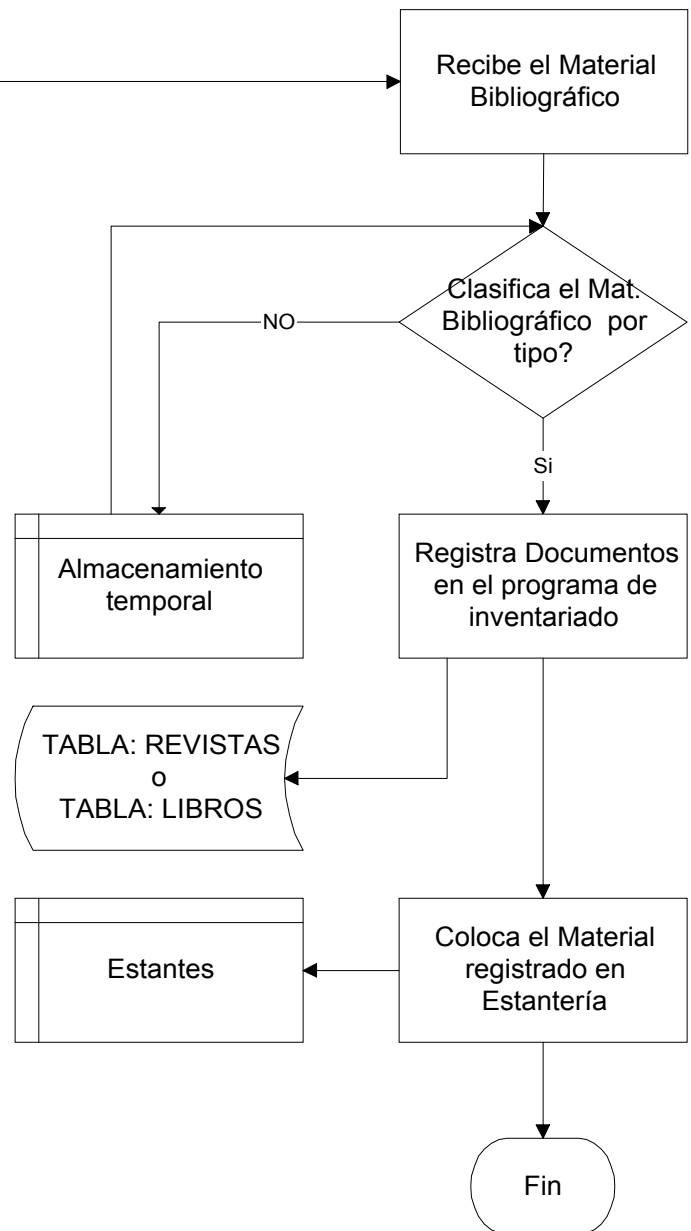 Recibe el Material
Bibliográfico
Clasifica el Mat.
Bibliográfico por
tipo?
NO
Si
Almacenamiento
temporal
Registra Documentos
en el programa de
inventariado
TABLA: REVISTAS
o
TABLA: LIBROS
Estantes
Coloca el Material
registrado en
Estantería
Fin